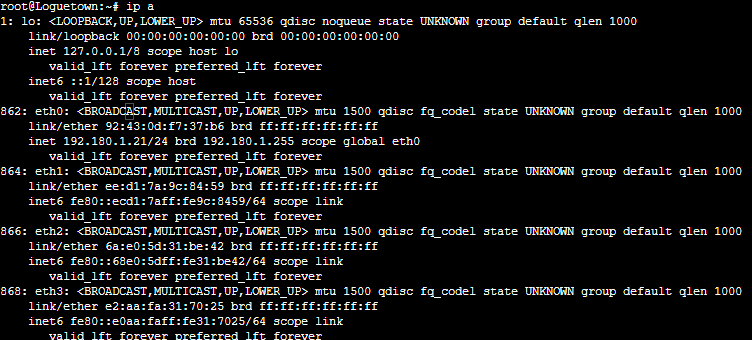 root@Loguetown:~# ip a
1: lo: <LOOPBACK,UP,LOWER_UP> mtu 65536 qdisc noqueue state UNKNOWN group default qlen 1000
    link/loopback 00:00:00:00:00:00 brd 00:00:00:00:00:00
    inet 127.0.0.1/8 scope host lo
       valid_lft forever preferred_lft forever
    inet6 ::1/128 scope host
       valid_lft forever preferred_lft forever
862: eth0: <BROADCAST,MULTICAST,UP,LOWER_UP> mtu 1500 qdisc fq_codel state UNKNOWN group default qlen 1000
    link/ether 92:43:0d:f7:37:b6 brd ff:ff:ff:ff:ff:ff
    inet 192.180.1.21/24 brd 192.180.1.255 scope global eth0
       valid_lft forever preferred_lft forever
864: eth1: <BROADCAST,MULTICAST,UP,LOWER_UP> mtu 1500 qdisc fq_codel state UNKNOWN group default qlen 1000
    link/ether ee:d1:7a:9c:84:59 brd ff:ff:ff:ff:ff:ff
    inet6 fe80::ecd1:7aff:fe9c:8459/64 scope link
       valid_lft forever preferred_lft forever
866: eth2: <BROADCAST,MULTICAST,UP,LOWER_UP> mtu 1500 qdisc fq_codel state UNKNOWN group default qlen 1000
    link/ether 6a:e0:5d:31:be:42 brd ff:ff:ff:ff:ff:ff
    inet6 fe80::68e0:5dff:fe31:be42/64 scope link
       valid_lft forever preferred_lft forever
868: eth3: <BROADCAST,MULTICAST,UP,LOWER_UP> mtu 1500 qdisc fq_codel state UNKNOWN group default qlen 1000
    link/ether e2:aa:fa:31:70:25 brd ff:ff:ff:ff:ff:ff
    inet6 fe80::e0aa:faff:fe31:7025/64 scope link
       valid_lft forever preferred_lft forever